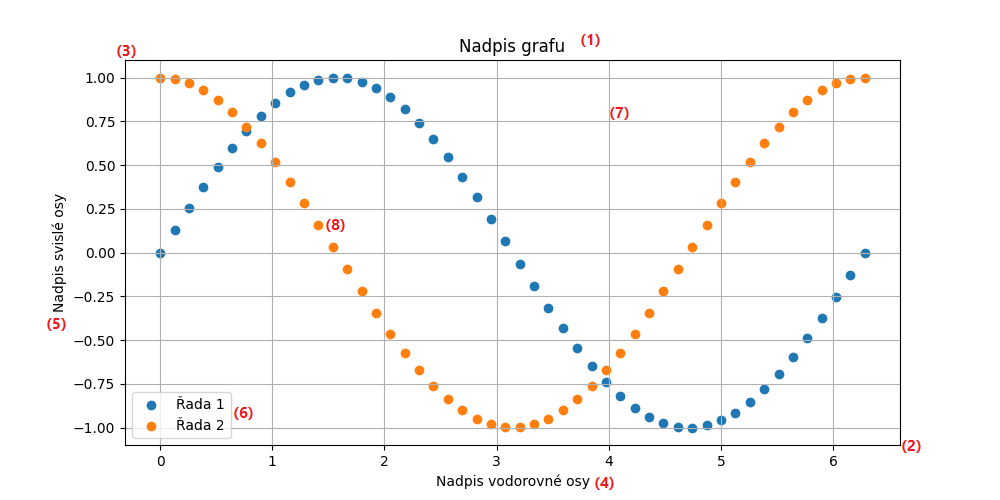 (1)
Nadpis grafu
(3)
1.00
0.75
(7)
0.50
0.25
(8)
0.00
−0.25
−0.50
−0.75
−1.00
Nadpis svislé osy
(5)
Řada 1
Řada 2
(6)
(2)
0 1 2 3 4 5 6
Nadpis vodorovné osy (4)